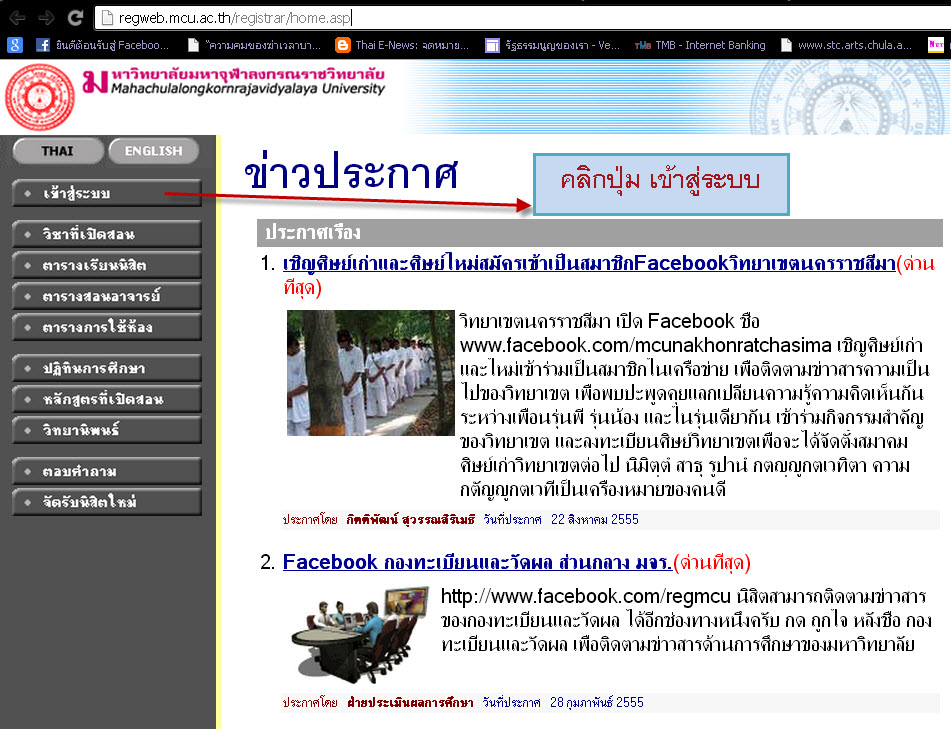 regweb.mcu.ac.th/registrar/home.asp
ยินดีต้อนรับสู่ Faceboo... "ความคมของฆ่าเวลาบา... Thai E-News: จดหมาย... รัฐธรรมนูญของเรา - Ve... TMB - Internet Banking www.stc.arts.chula.a...
มหาวิทยาลัยมหาจุฬาลงกรณราชวิทยาลัย
Mahachulalongkornrajavidyalaya University
THAI ENGLISH
เข้าสู่ระบบ
วิชาที่เปิดสอน
ตารางเรียนนิสิต
ตารางสอนอาจารย์
ตารางการใช้ห้อง
ปฏิทินการศึกษา
หลักสูตรที่เปิดสอน
วิทยานิพนธ์
ตอบคำถาม
จัดรับนิสิตใหม่
ข่าวประกาศ
คลิกปุ่ม เข้าสู่ระบบ
ประกาศเรื่อง
1. เชิญศิษย์เก่าและศิษย์ใหม่สมัครเข้าเป็นสมาชิกFacebookวิทยาเขตนครราชสีมา(ด่วน
ที่สุด)
วิทยาเขตนครราชสีมา เปิด Facebook ชื่อ
www.facebook.com/mcunakhonratchasima เชิญศิษย์เก่า
และใหม่เข้าร่วมเป็นสมาชิกในเครือข่าย เพื่อติดตามข่าวสารความเป็น
ไปของวิทยาเขต เพื่อพบปะพูดคุยแลกเปลี่ยนความรู้ความคิดเห็นกัน
ระหว่างเพื่อนรุ่นพี่ รุ่นน้อง และในรุ่นเดียวกัน เข้าร่วมกิจกรรมสำคัญ
ของวิทยาเขต และลงทะเบียนศิษย์วิทยาเขตเพื่อจะได้จัดตั้งสมาคม
ศิษย์เก่าวิทยาเขตต่อไป นิมิตฺตํ สาธุ รูปานํ กตญฺญูกตเวทิตา ความ
กตัญญูกตเวทีเป็นเครื่องหมายของคนดี
ประกาศโดย กิตติพัฒน์ สุวรรณสิริเมธี วันที่ประกาศ 22 สิงหาคม 2555
2. Facebook กองทะเบียนและวัดผล ส่วนกลาง มจร.(ด่วนที่สุด)
http://www.facebook.com/regmcu นิสิตสามารถติดตามข่าวสาร
ของกองทะเบียนและวัดผล ได้อีกช่องทางหนึ่งครับ กด ถูกใจ หลังชื่อ กอง
ทะเบียนและวัดผล เพื่อติดตามข่าวสารด้านการศึกษาของมหาวิทยาลัย
ประกาศโดย ฝ่ายประเมินผลการศึกษา วันที่ประกาศ 28 กุมภาพันธ์ 2555